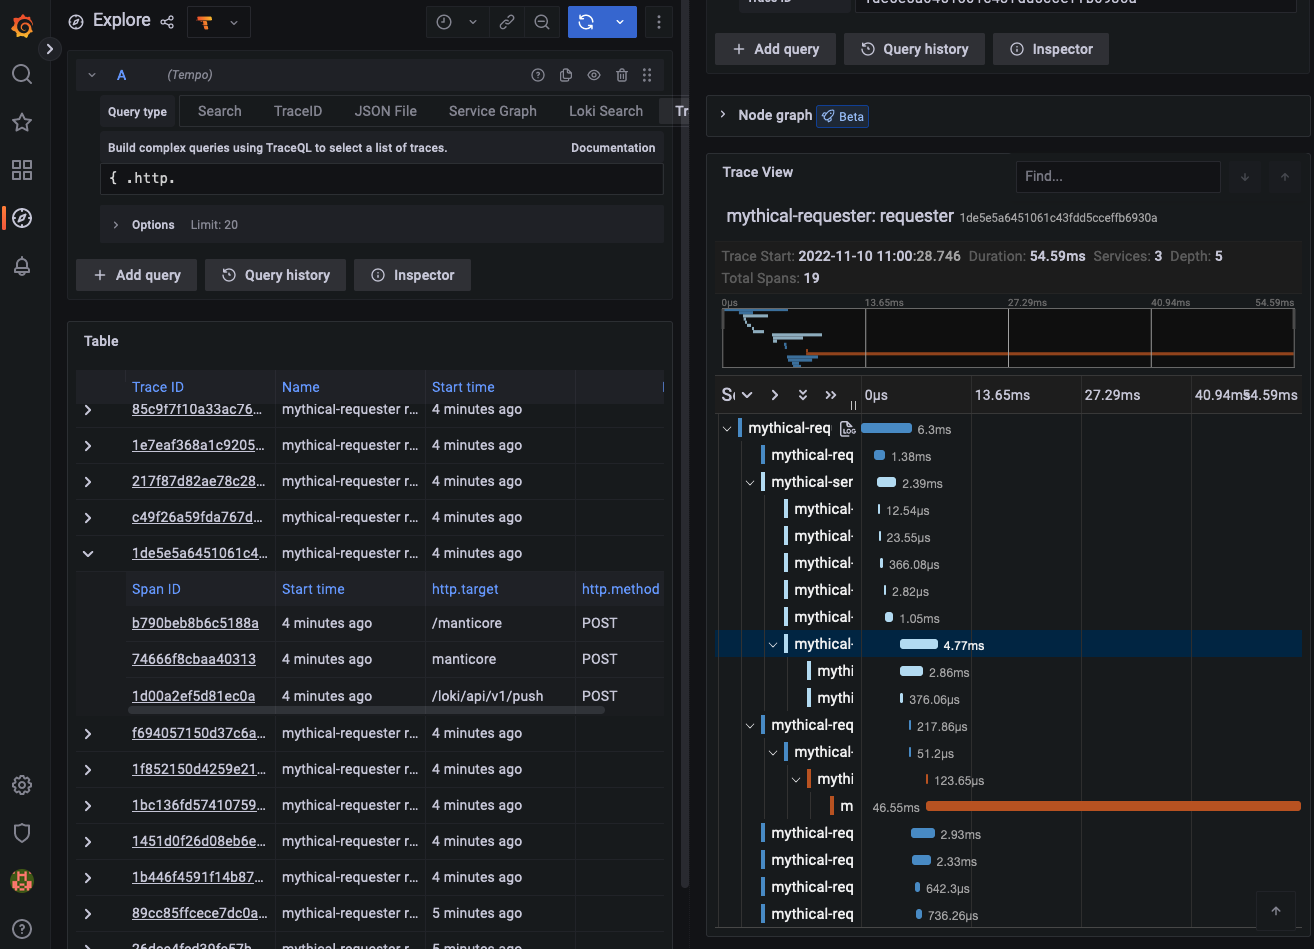 Explore
A (Tempo)
Query type Search TraceID JSON File Service Graph Loki Search Tr
Build complex queries using TraceQL to select a list of traces. Documentation
{ .http.
Options Limit: 20
Add query Query history Inspector
Table
Trace ID Name Start time
85c9f7f10a33ac76... mythical-requester r... 4 minutes ago
1e7eaf368a1c9205... mythical-requester r... 4 minutes ago
217f87d82ae78c28... mythical-requester r... 4 minutes ago
c49f26a59fda767d... mythical-requester r... 4 minutes ago
1de5e5a6451061c4... mythical-requester r... 4 minutes ago
Span ID Start time http.target http.method
b790beb8b6c5188a 4 minutes ago /manticore POST
74666f8cbaa40313 4 minutes ago manticore POST
1d00a2ef5d81ec0a 4 minutes ago /loki/api/v1/push POST
f694057150d37c6a... mythical-requester r... 4 minutes ago
1f852150d4259e21... mythical-requester r... 4 minutes ago
1bc136fd57410759... mythical-requester r... 4 minutes ago
1451d0f26d08eb6e... mythical-requester r... 4 minutes ago
1b446f4591f14b87... mythical-requester r... 4 minutes ago
89cc85ffcece7dc0a... mythical-requester r... 5 minutes ago
mythical-requester r... 5 minutes ago
Add query Query history Inspector
Node graph Beta
Trace View Find...
mythical-requester: requester 1de5e5a6451061c43fdd5cceffb6930a
Trace Start: 2022-11-10 11:00:28.746 Duration: 54.59ms Services: 3 Depth: 5
Total Spans: 19
0μs 13.65ms 27.29ms 40.94ms 54.59ms
0μs 13.65ms 27.29ms 40.94ms 54.59ms
mythical-req LOG 6.3ms
mythical-req 1.38ms
mythical-ser 2.39ms
mythical- 12.54μs
mythical- 23.55μs
mythical- 366.08μs
mythical- 2.82μs
mythical- 1.05ms
mythical- 4.77ms
mythi 2.86ms
mythi 376.06μs
mythical-req 217.86μs
mythical- 51.2μs
mythi 123.65μs
m 46.55ms
mythical-req 2.93ms
mythical-req 2.33ms
mythical-req 642.3μs
mythical-req 736.26μs